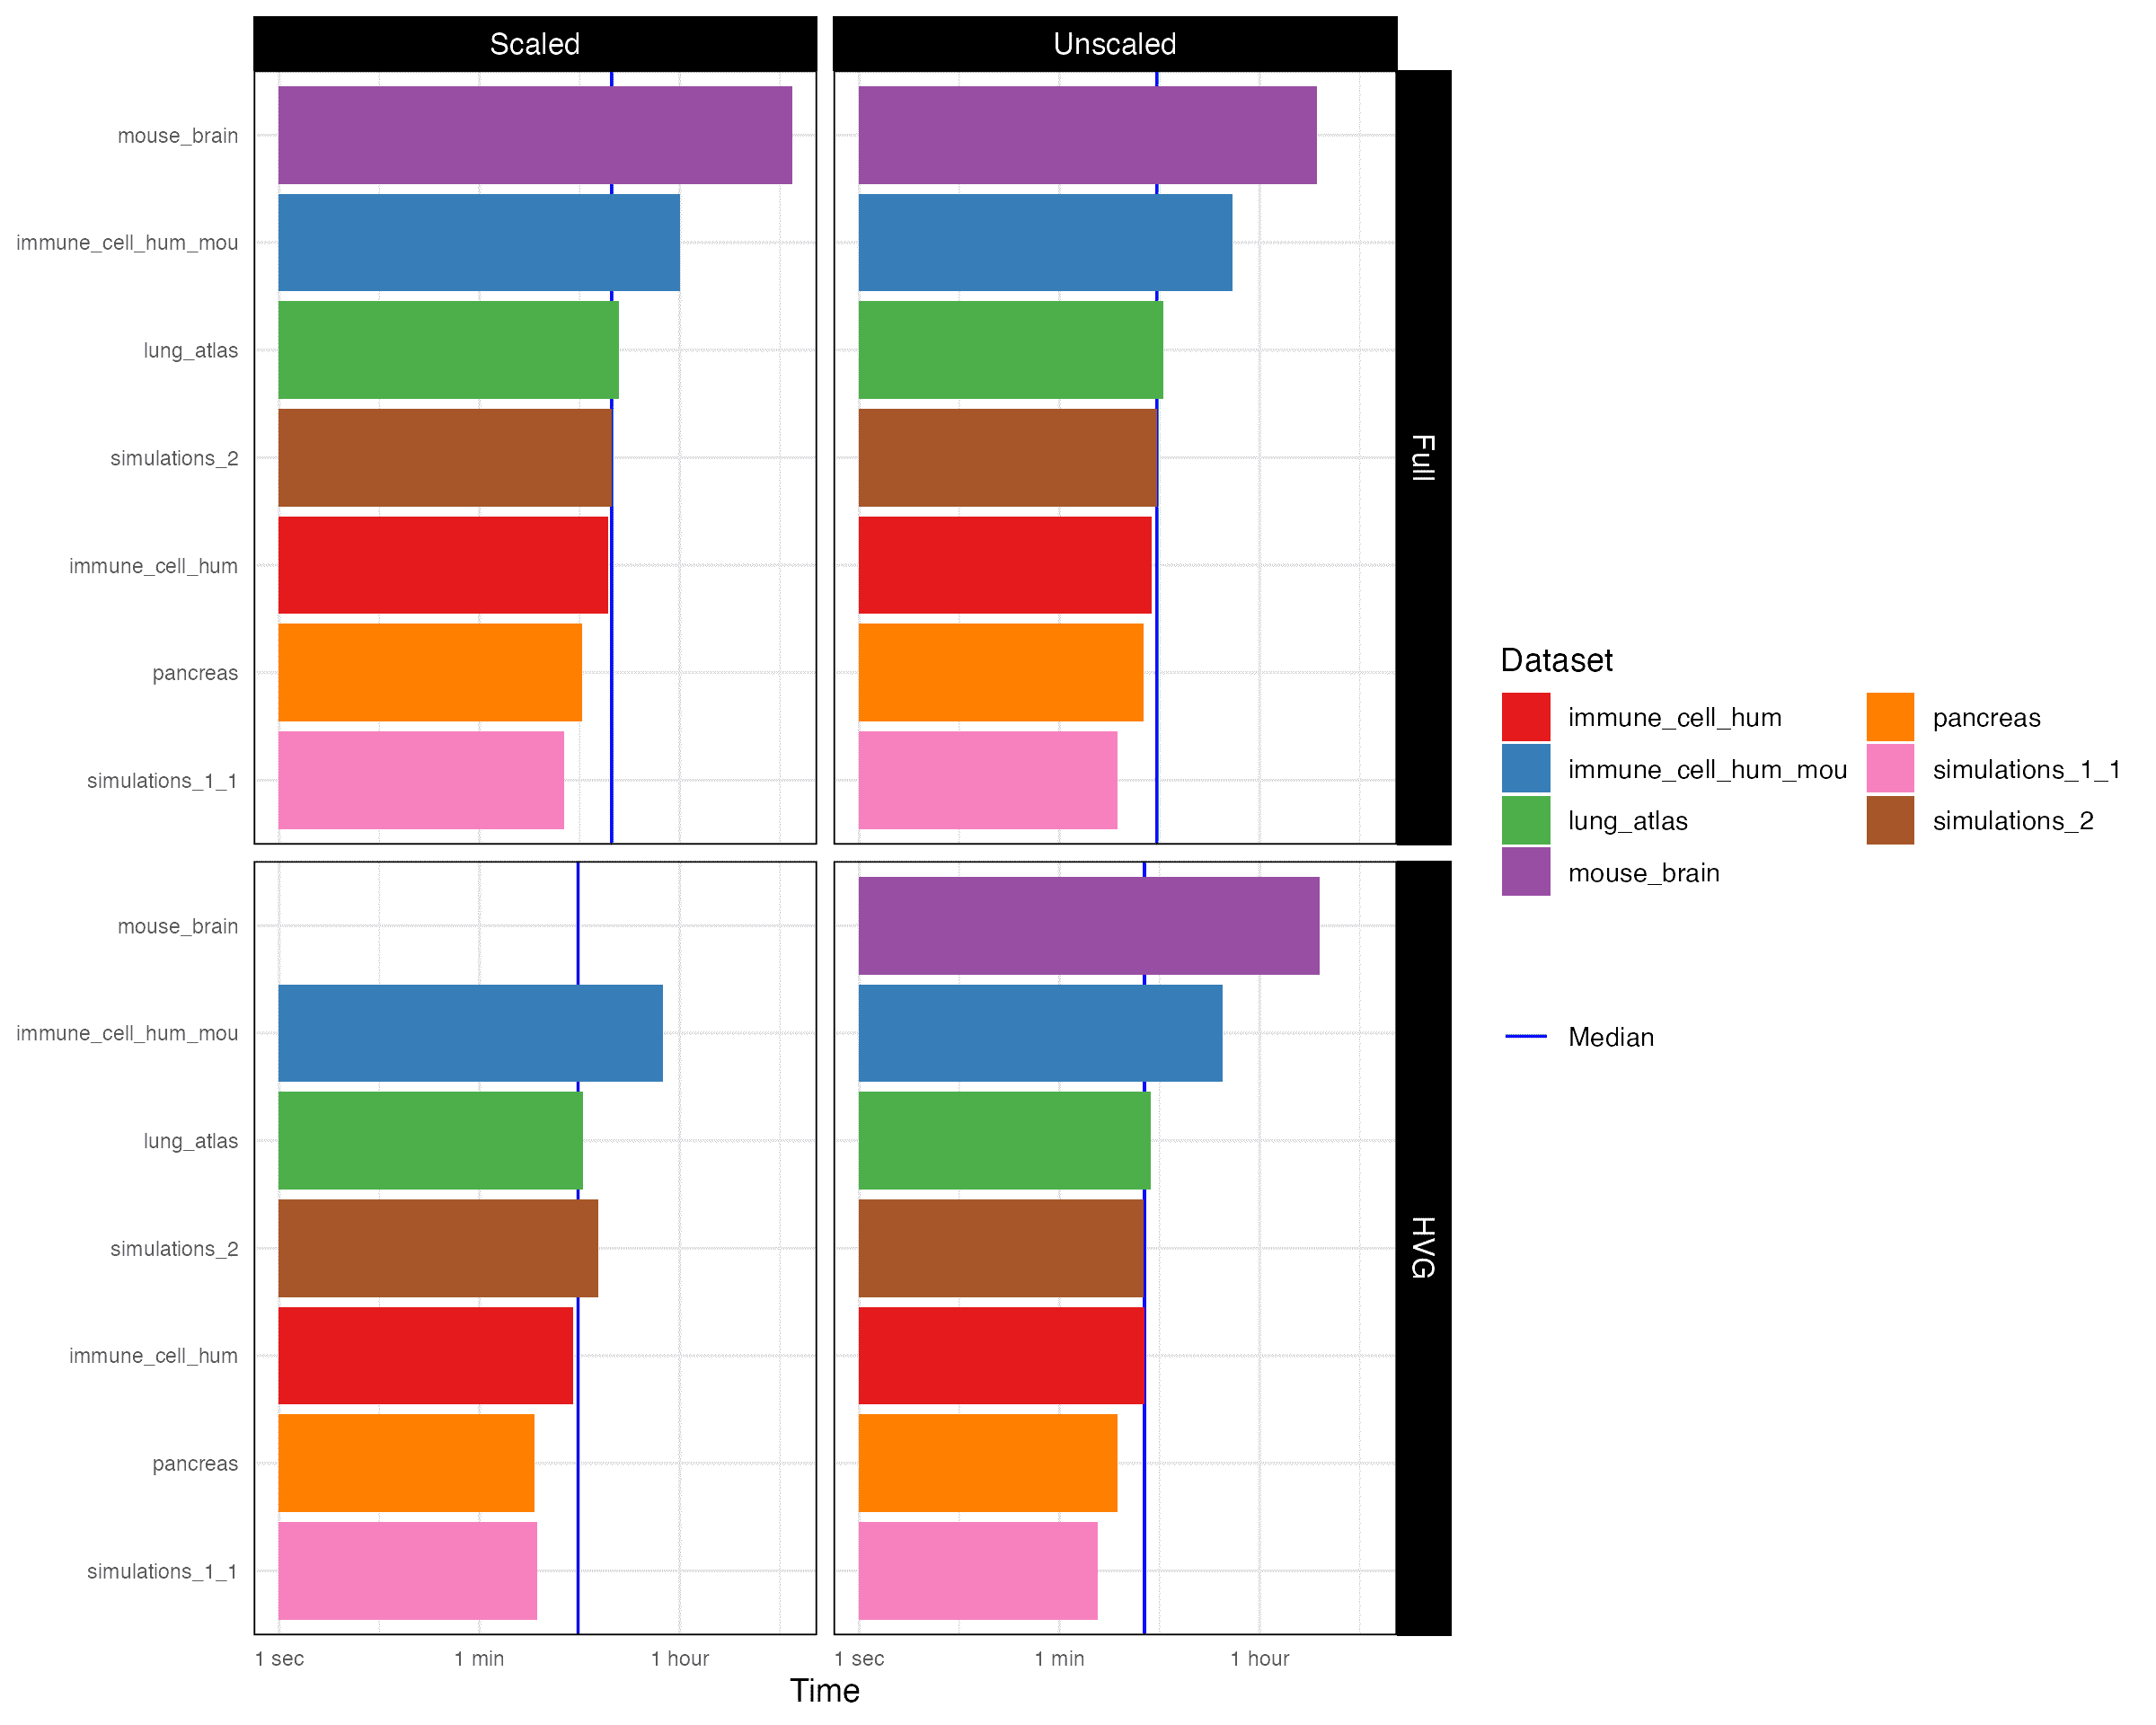 Scaled
Unscaled
mouse_brain
immune_cell_hum_mou
lung_atlas
simulations_2
immune_cell_hum
pancreas
simulations_1_1
Full
mouse_brain
immune_cell_hum_mou
lung_atlas
simulations_2
immune_cell_hum
pancreas
simulations_1_1
HVG
1 sec
1 min
1 hour
1 sec
1 min
1 hour
Time
Dataset
immune_cell_hum
immune_cell_hum_mou
lung_atlas
mouse_brain
pancreas
simulations_1_1
simulations_2
Median